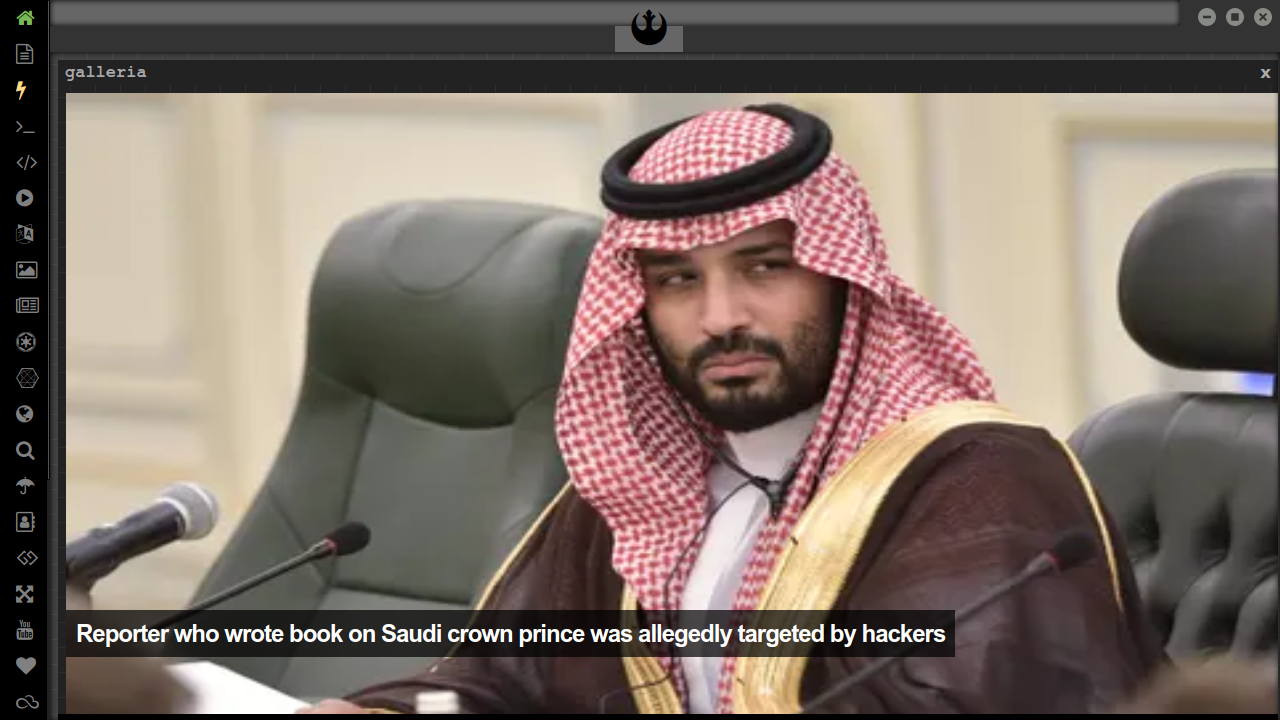 galleria
x
Reporter who wrote book on Saudi crown prince was allegedly targeted by hackers
You
Tube